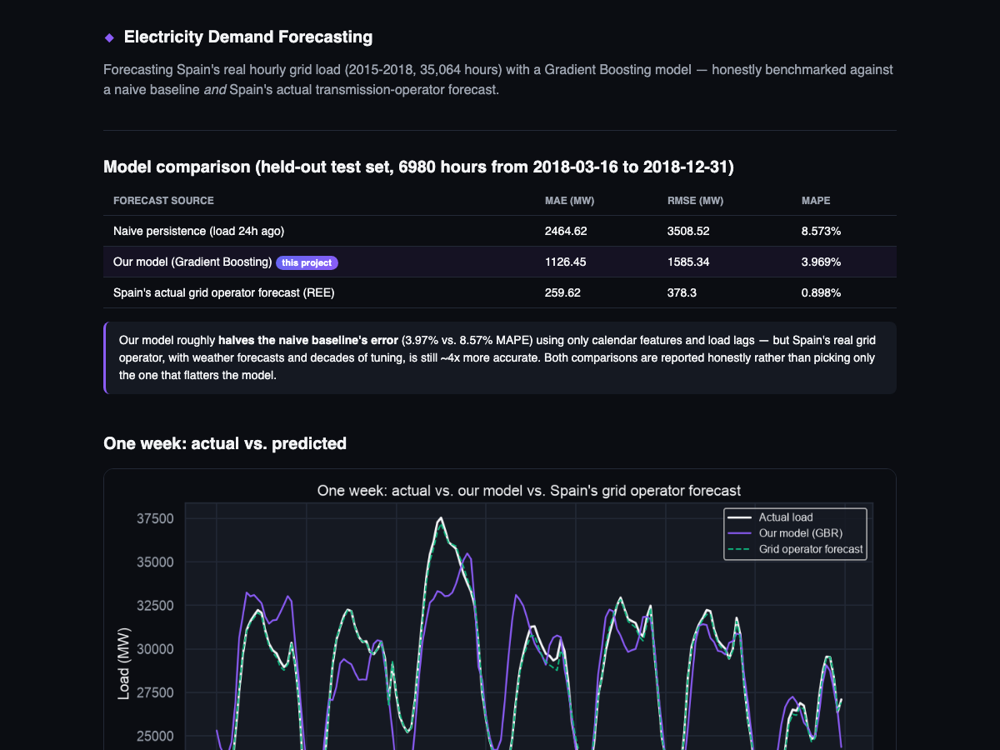 Electricity Demand Forecasting
Forecasting Spain's real hourly grid load (2015-2018, 35,064 hours) with a Gradient Boosting model — honestly benchmarked against
a naive baseline and Spain's actual transmission-operator forecast.
Model comparison (held-out test set, 6980 hours from 2018-03-16 to 2018-12-31)
FORECAST SOURCE MAE (MW) RMSE (MW) MAPE
Naive persistence (load 24h ago) 2464.62 3508.52 8.573%
Our model (Gradient Boosting) this project 1126.45 1585.34 3.969%
Spain's actual grid operator forecast (REE) 259.62 378.3 0.898%
Our model roughly halves the naive baseline's error (3.97% vs. 8.57% MAPE) using only calendar features and load lags — but Spain's real grid
operator, with weather forecasts and decades of tuning, is still ~4x more accurate. Both comparisons are reported honestly rather than picking only
the one that flatters the model.
One week: actual vs. predicted
One week: actual vs. our model vs. Spain's grid operator forecast
Actual load
Our model (GBR)
Grid operator forecast
37500
35000
32500
30000
27500
25000
Load (MW)